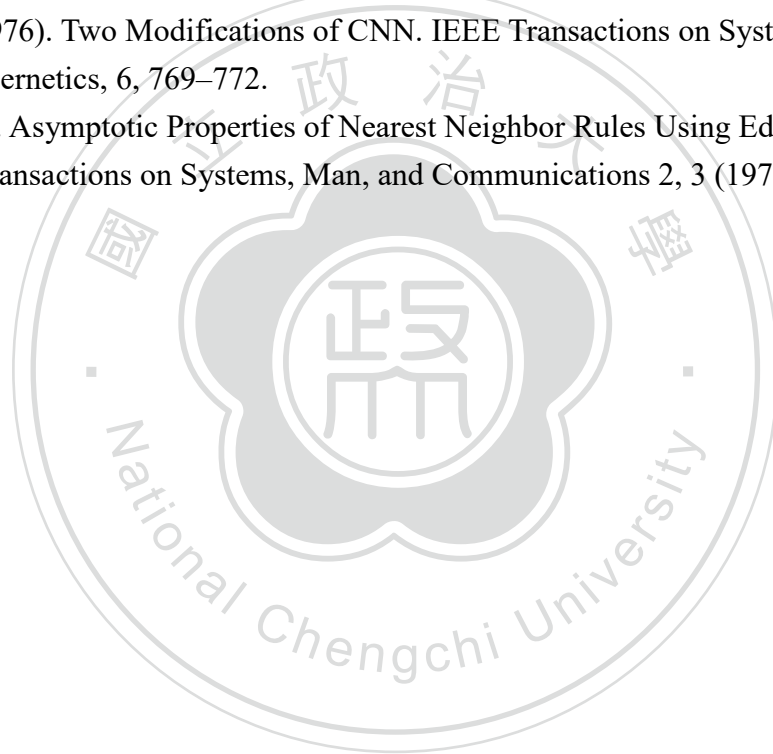 976). Two Modifications of CNN. IEEE Transactions on Syst
ernetics, 6, 769–772.
. Asymptotic Properties of Nearest Neighbor Rules Using Ed
ansactions on Systems, Man, and Communications 2, 3 (197
國立政治大學
政大
National Chengchi University